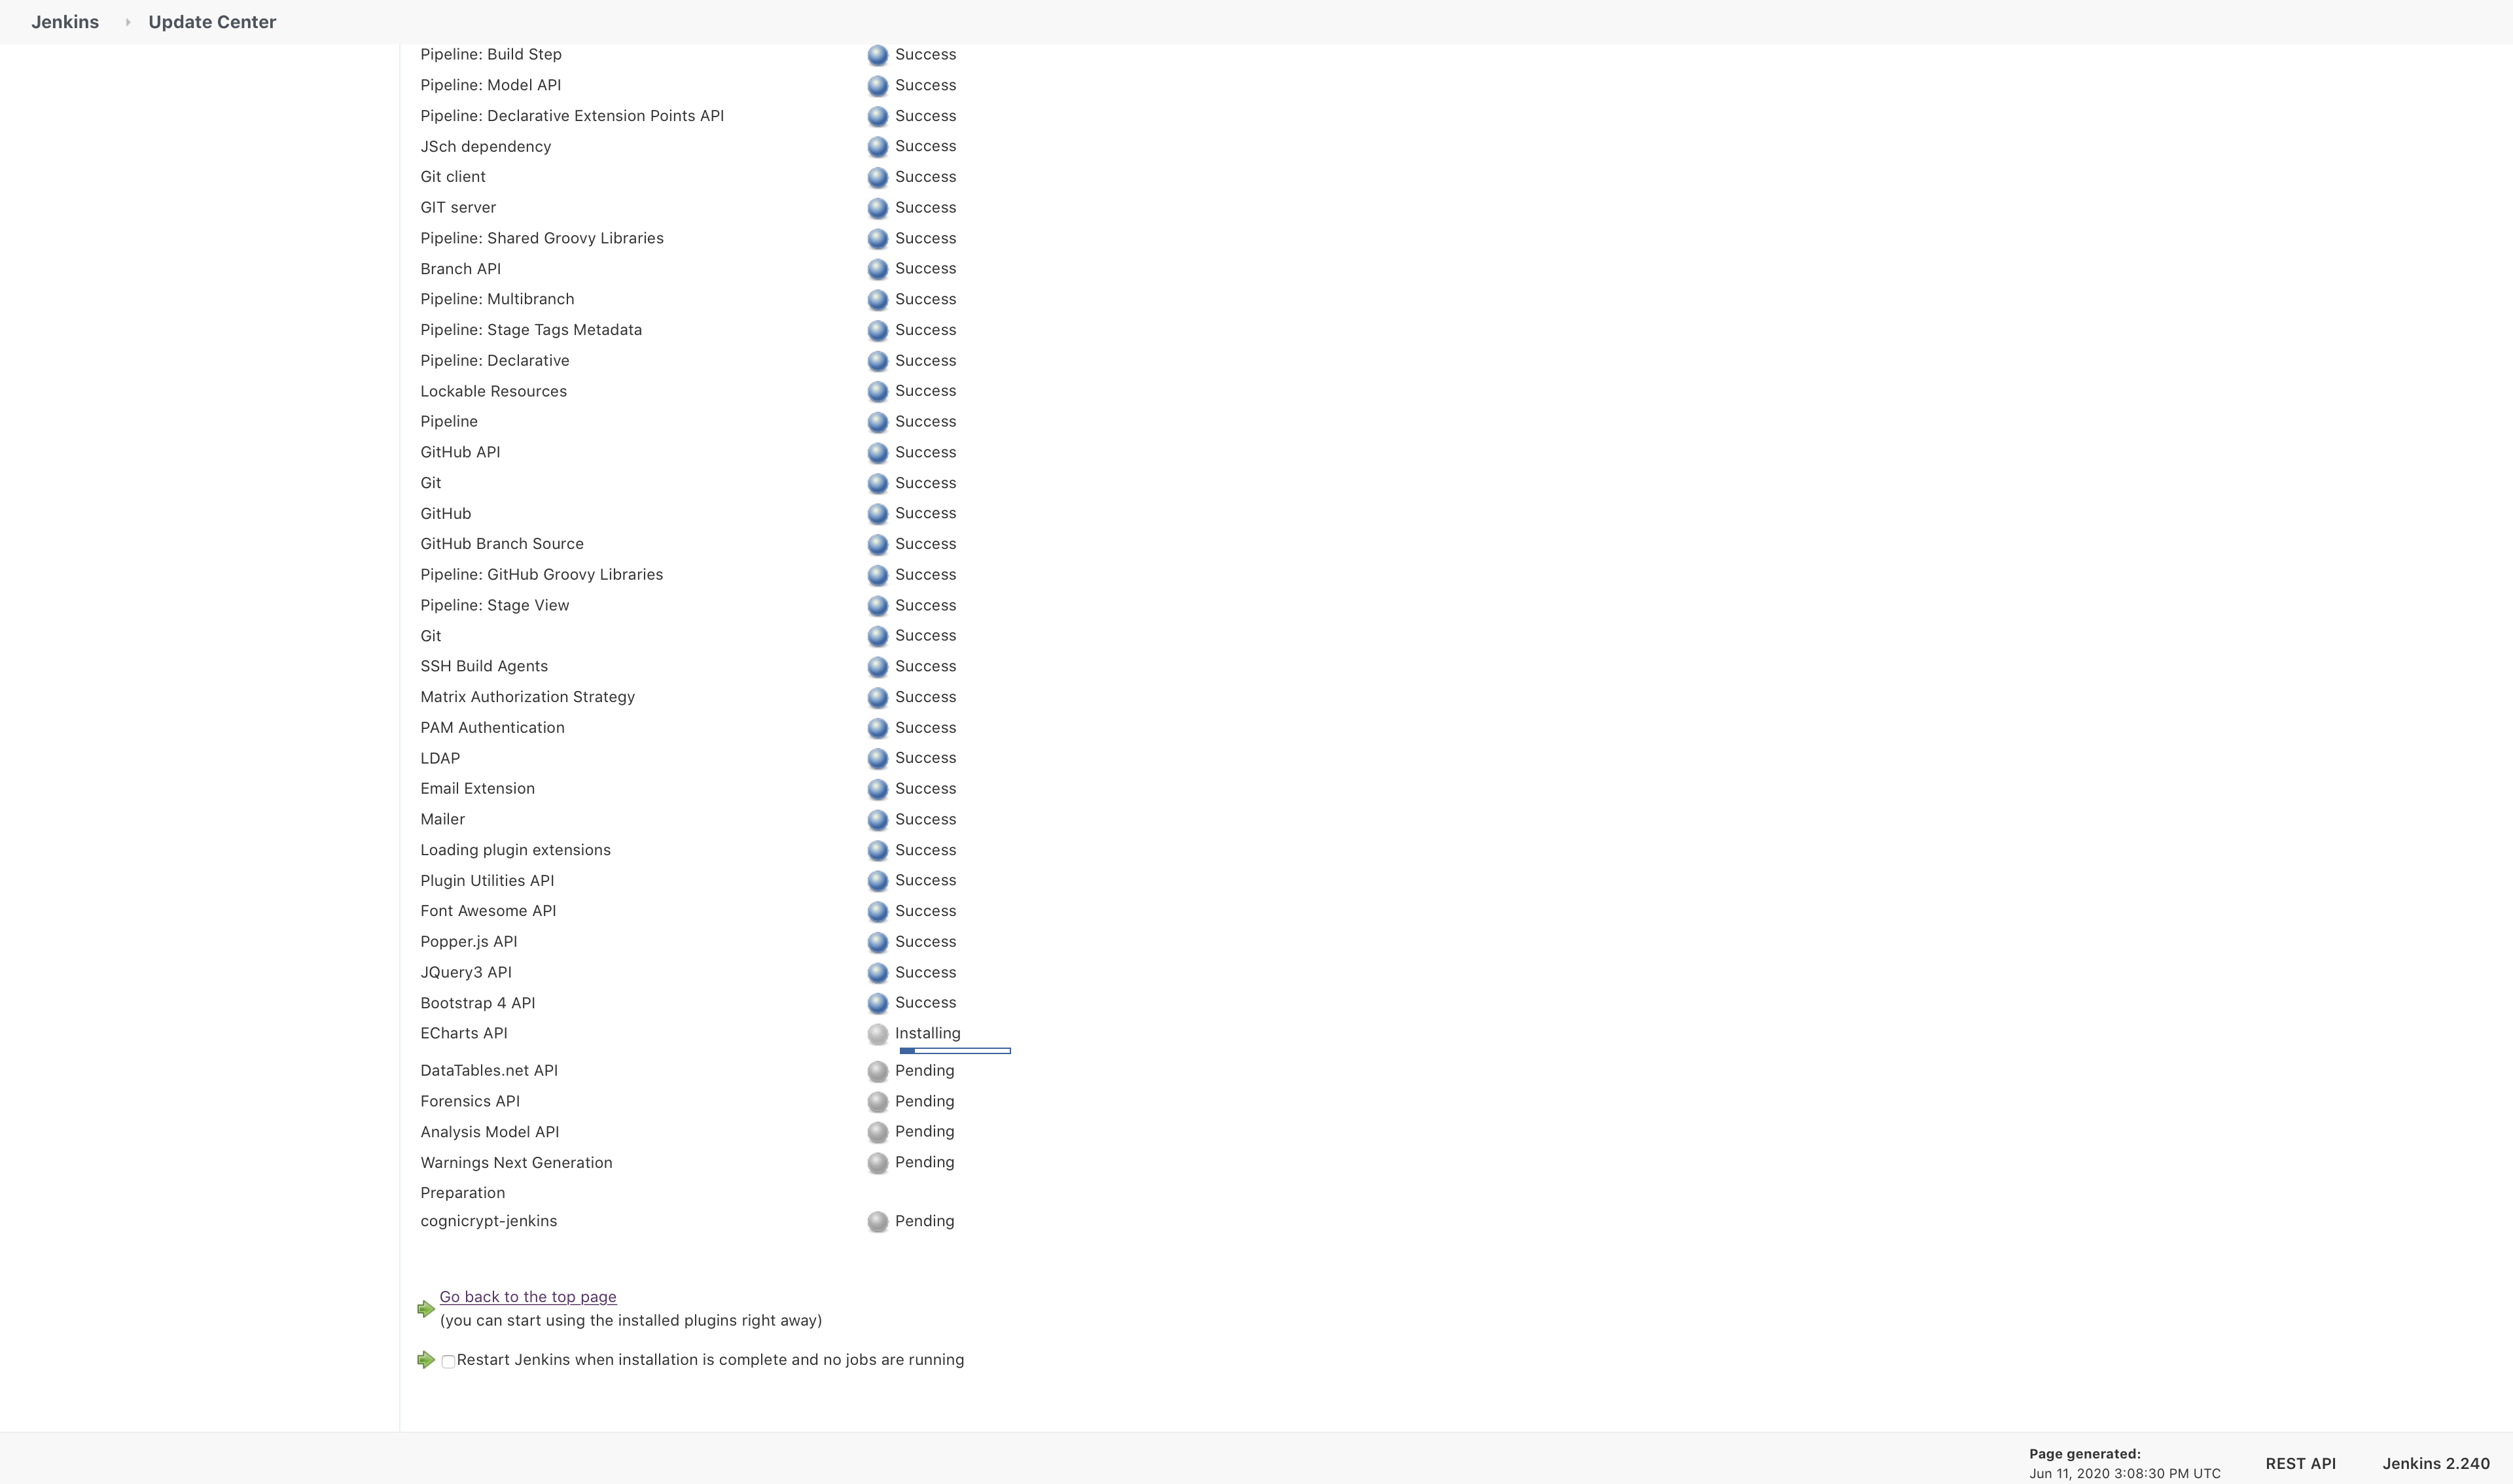 Jenkins Update Center
Pipeline: Build Step Success
Pipeline: Model API Success
Pipeline: Declarative Extension Points API Success
JSch dependency Success
Git client Success
GIT server Success
Pipeline: Shared Groovy Libraries Success
Branch API Success
Pipeline: Multibranch Success
Pipeline: Stage Tags Metadata Success
Pipeline: Declarative Success
Lockable Resources Success
Pipeline Success
GitHub API Success
Git Success
GitHub Success
GitHub Branch Source Success
Pipeline: GitHub Groovy Libraries Success
Pipeline: Stage View Success
Git Success
SSH Build Agents Success
Matrix Authorization Strategy Success
PAM Authentication Success
LDAP Success
Email Extension Success
Mailer Success
Loading plugin extensions Success
Plugin Utilities API Success
Font Awesome API Success
Popper.js API Success
JQuery3 API Success
Bootstrap 4 API Success
ECharts API Installing
DataTables.net API Pending
Forensics API Pending
Analysis Model API Pending
Warnings Next Generation Pending
Preparation
cognicrypt-jenkins Pending
Go back to the top page
(you can start using the installed plugins right away)
Restart Jenkins when installation is complete and no jobs are running
Page generated:
Jun 11, 2020 3:08:30 PM UTC
REST API
Jenkins 2.240